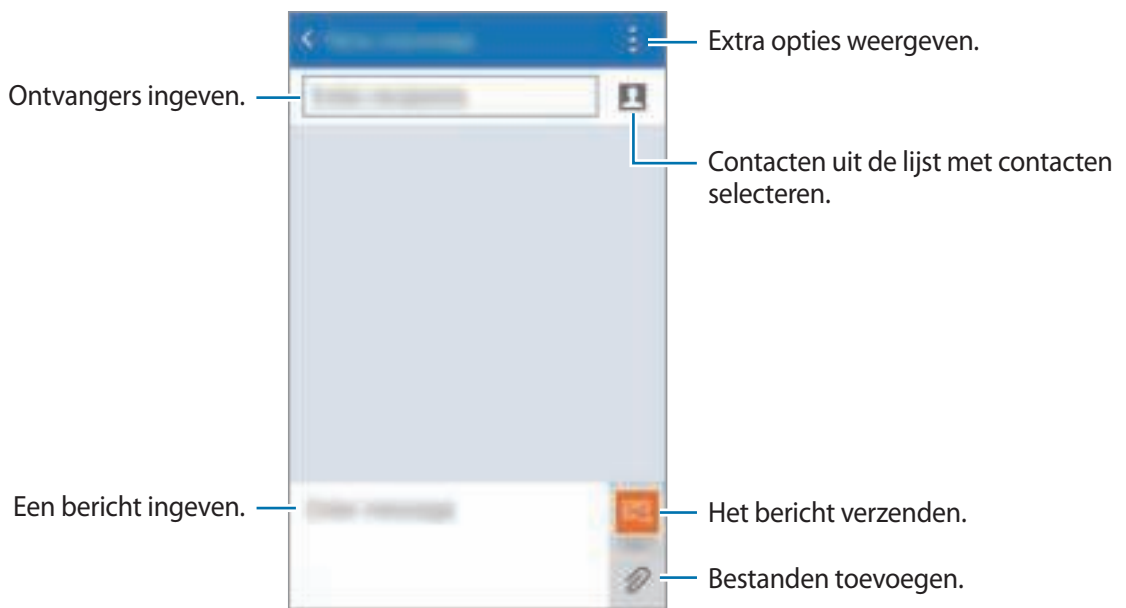 Extra opties weergeven.
Ontvangers ingeven.
Contacten uit de lijst met contacten
selecteren.
Een bericht ingeven.
Het bericht verzenden.
Bestanden toevoegen.